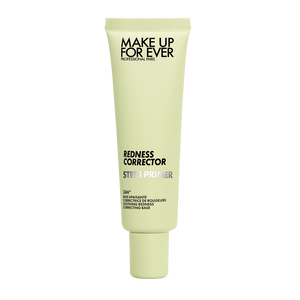 MAKE UP
FOR EVER
PROFESSIONAL PARIS
REDNESS
CORRECTOR
STEP 1 PRIMER
24H*
BASE APAISANTE
CORRECTRICE DE ROUGEURS
SOOTHING REDNESS
CORRECTING BASE